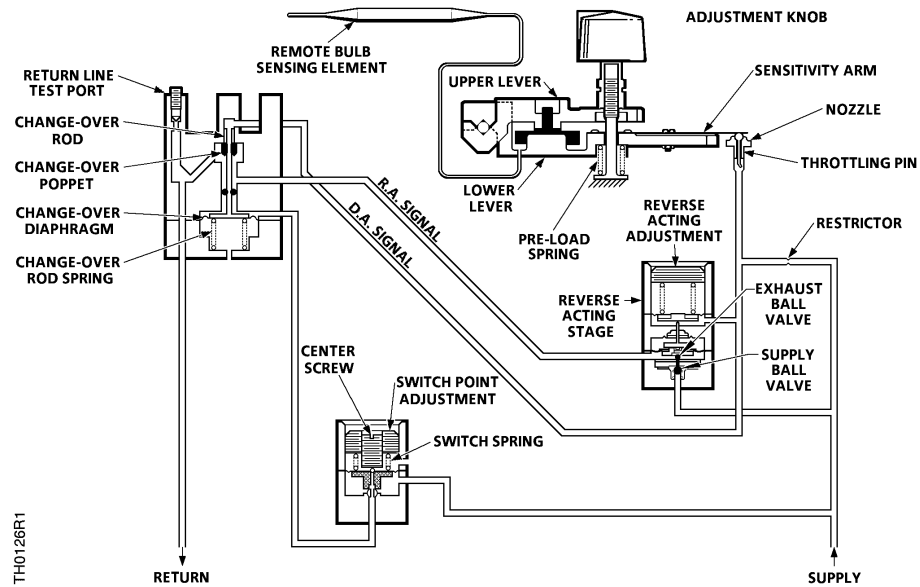 ADJUSTMENT KNOB
REMOTE BULB
SENSING ELEMENT
RETURN LINE
TEST PORT
UPPER LEVER
SENSITIVITY ARM
NOZZLE
CHANGE-OVER
ROD
THROTTLING PIN
CHANGE-OVER
POPPET
LOWER
LEVER
REVERSE
ACTING
ADJUSTMENT
CHANGE-OVER
DIAPHRAGM
R.A. SIGNAL
D.A. SIGNAL
PRE-LOAD
SPRING
RESTRICTOR
CHANGE-OVER
ROD SPRING
REVERSE
ACTING
STAGE
EXHAUST
BALL
VALVE
CENTER
SCREW
SUPPLY
BALL
VALVE
SWITCH POINT
ADJUSTMENT
SWITCH SPRING
TH0126R1
RETURN
SUPPLY